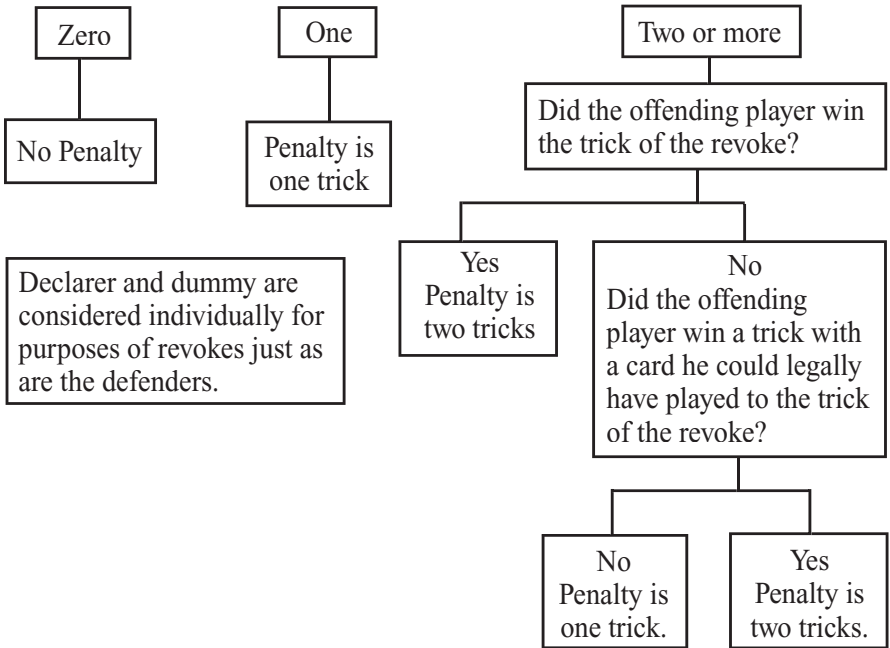 Zero
No Penalty
One
Penalty is
one trick
Two or more
Did the offending player win
the trick of the revoke?
Yes
Penalty is
two tricks
No
Did the offending
player win a trick with
a card he could legally
have played to the trick
of the revoke?
No
Penalty is
one trick.
Yes
Penalty is
two tricks.
Declarer and dummy are
considered individually for
purposes of revokes just as
are the defenders.